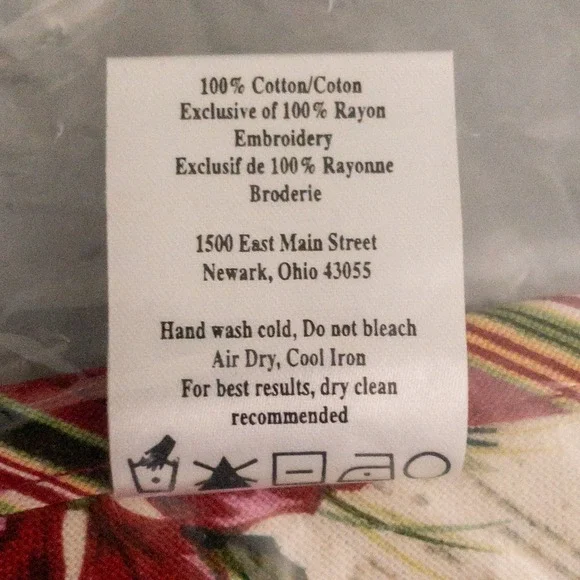 100% Cotton/Coton
Exclusive of 100% Rayon
Embroidery
Exclusif de 100% Rayonne
Broderie
1500 East Main Street
Newark, Ohio 43055
Hand wash cold, Do not bleach
Air Dry, Cool Iron
For best results, dry clean
recommended